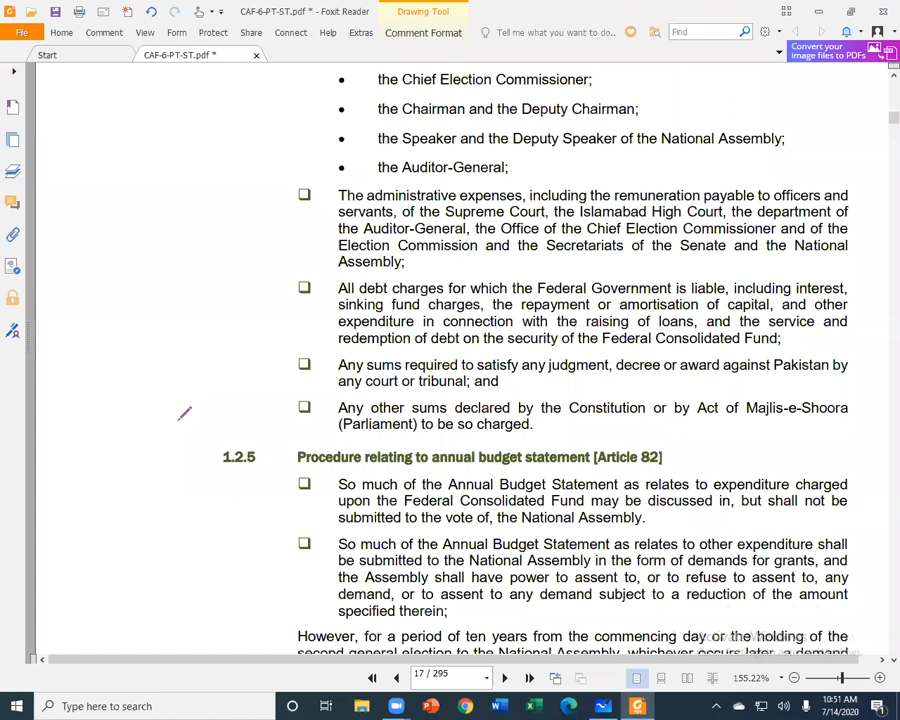 CAF-6-PT-ST.pdf * - Foxit Reader
Drawing Tool
File Home Comment View Form Protect Share Connect Help Extras Comment Format Tell me what you want to do.. Find
Start CAF-6-PT-ST.pdf *
Convert your
image files to PDFs
• the Chief Election Commissioner;
• the Chairman and the Deputy Chairman;
• the Speaker and the Deputy Speaker of the National Assembly;
• the Auditor-General;
❑ The administrative expenses, including the remuneration payable to officers and
servants, of the Supreme Court, the Islamabad High Court, the department of
the Auditor-General, the Office of the Chief Election Commissioner and of the
Election Commission and the Secretariats of the Senate and the National
Assembly;
❑ All debt charges for which the Federal Government is liable, including interest,
sinking fund charges, the repayment or amortisation of capital, and other
expenditure in connection with the raising of loans, and the service and
redemption of debt on the security of the Federal Consolidated Fund;
❑ Any sums required to satisfy any judgment, decree or award against Pakistan by
any court or tribunal; and
❑ Any other sums declared by the Constitution or by Act of Majlis-e-Shoora
(Parliament) to be so charged.
1.2.5 Procedure relating to annual budget statement [Article 82]
❑ So much of the Annual Budget Statement as relates to expenditure charged
upon the Federal Consolidated Fund may be discussed in, but shall not be
submitted to the vote of, the National Assembly.
❑ So much of the Annual Budget Statement as relates to other expenditure shall
be submitted to the National Assembly in the form of demands for grants, and
the Assembly shall have power to assent to, or to refuse to assent to, any
demand, or to assent to any demand subject to a reduction of the amount
specified therein;
However, for a period of ten years from the commencing day or the holding of the
second general election to the National Assembly, whichever occurs later, a demand
Activate Windows
17 / 295 155.22%
Type here to search
10:51 AM
7/14/2020